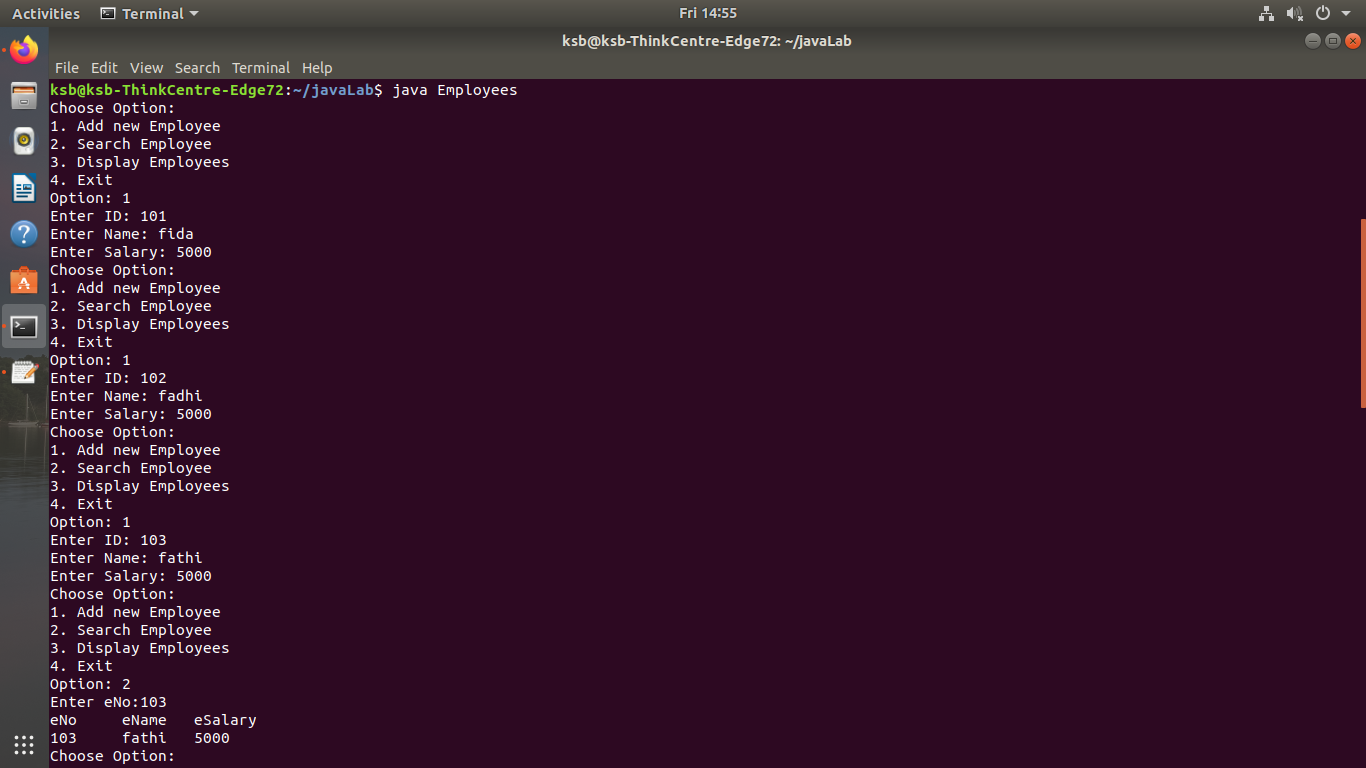 Activities Terminal Fri 14:55
ksb@ksb-ThinkCentre-Edge72: ~/javaLab
File Edit View Search Terminal Help
ksb@ksb-ThinkCentre-Edge72:~/javaLab$ java Employees
Choose Option:
1. Add new Employee
2. Search Employee
3. Display Employees
4. Exit
Option: 1
Enter ID: 101
Enter Name: fida
Enter Salary: 5000
Choose Option:
1. Add new Employee
2. Search Employee
3. Display Employees
4. Exit
Option: 1
Enter ID: 102
Enter Name: fadhi
Enter Salary: 5000
Choose Option:
1. Add new Employee
2. Search Employee
3. Display Employees
4. Exit
Option: 1
Enter ID: 103
Enter Name: fathi
Enter Salary: 5000
Choose Option:
1. Add new Employee
2. Search Employee
3. Display Employees
4. Exit
Option: 2
Enter eNo:103
eNo     eName   eSalary
103     fathi   5000
Choose Option: